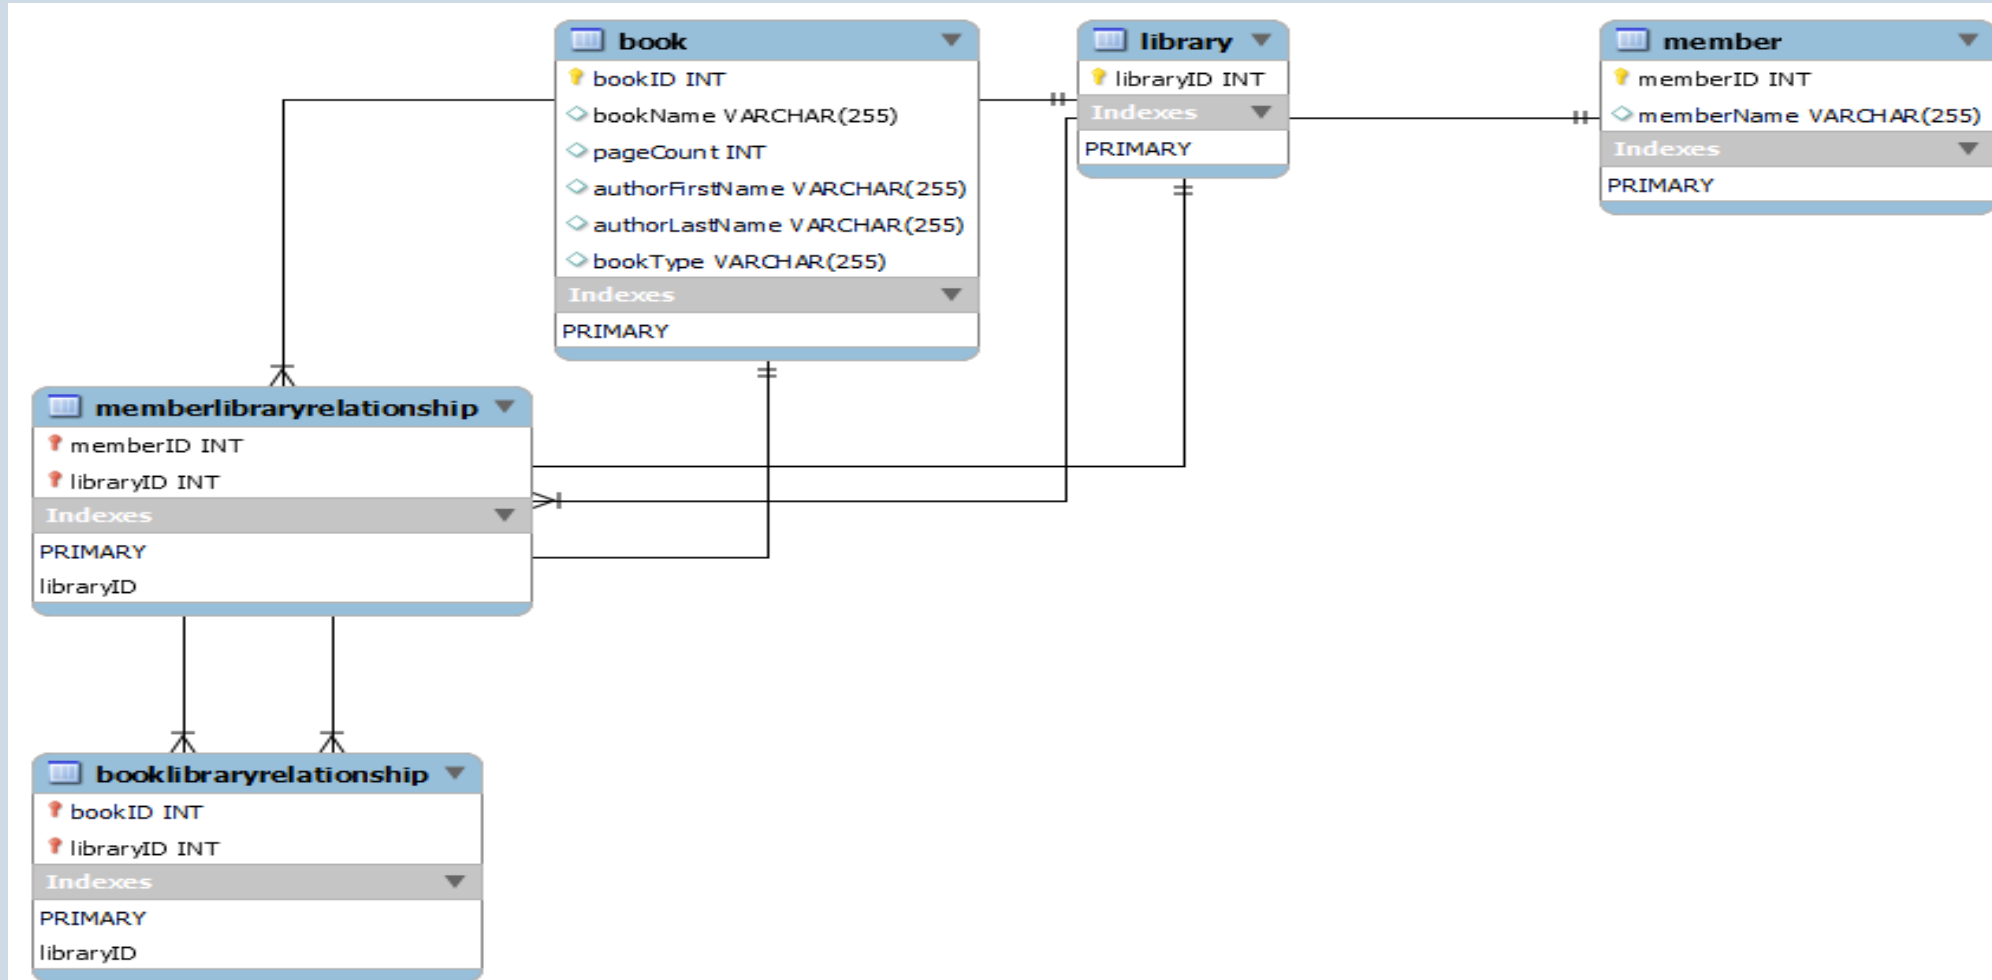 book
bookID INT
bookName VARCHAR(255)
pageCount INT
authorFirstName VARCHAR(255)
authorLastName VARCHAR(255)
bookType VARCHAR(255)
Indexes
PRIMARY
library
libraryID INT
Indexes
PRIMARY
member
memberID INT
memberName VARCHAR(255)
Indexes
PRIMARY
memberlibraryrelationship
memberID INT
libraryID INT
Indexes
PRIMARY
libraryID
booklibraryrelationship
bookID INT
libraryID INT
Indexes
PRIMARY
libraryID